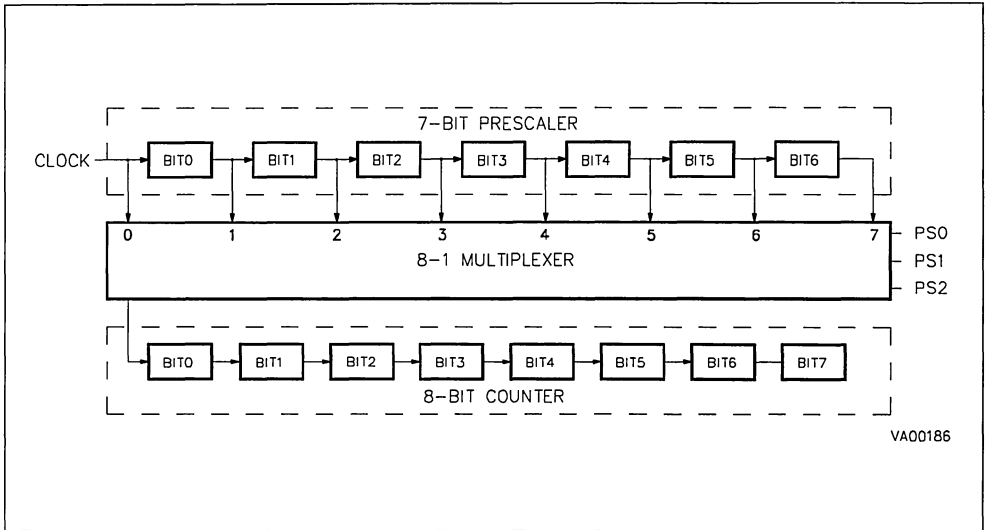 7-BIT PRESCALER
CLOCK BIT0 BIT1 BIT2 BIT3 BIT4 BIT5 BIT6
0 1 2 3 4 5 6 7
8-1 MULTIPLEXER
PS0
PS1
PS2
BIT0 BIT1 BIT2 BIT3 BIT4 BIT5 BIT6 BIT7
8-BIT COUNTER
VA00186